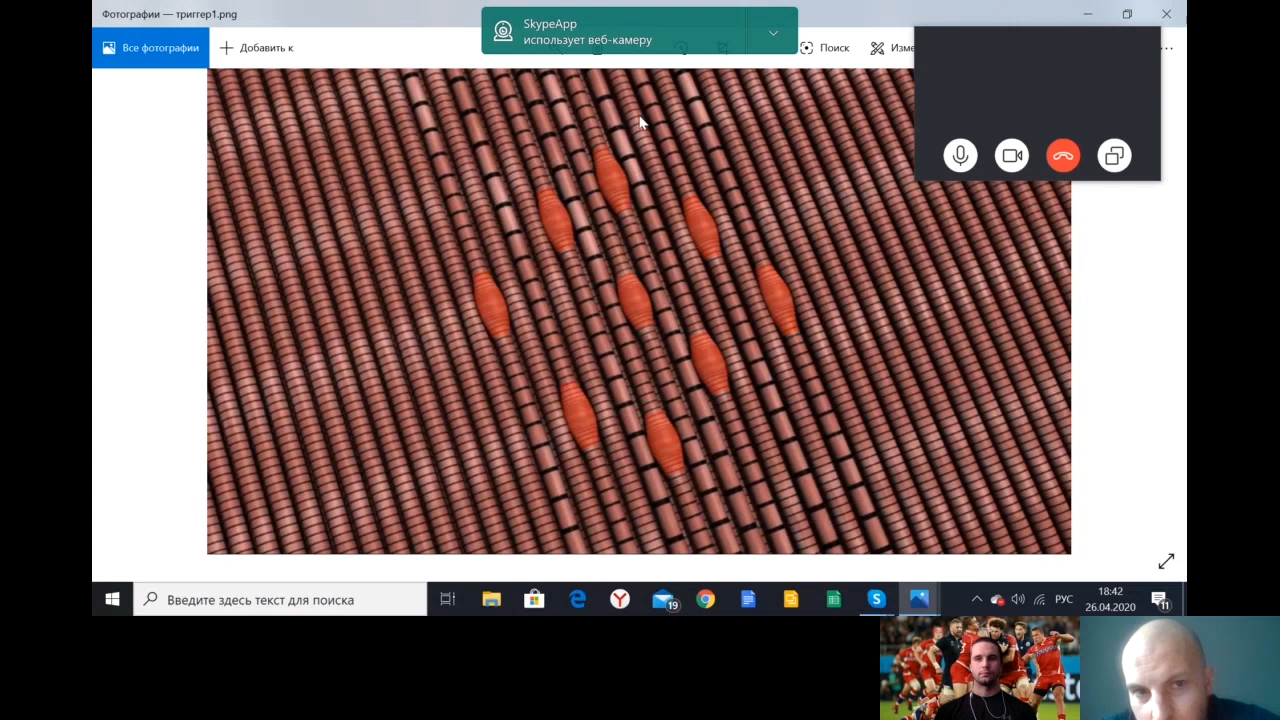 Фотографии — триггер1.png
SkypeApp
использует веб-камеру
Все фотографии
Добавить к
Поиск
Изме
Введите здесь текст для поиска
19
РУС
18:42
26.04.2020
11